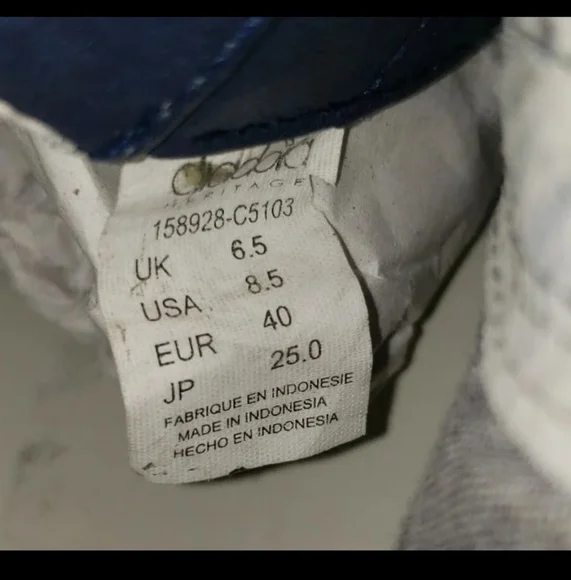 diadora
HERITAGE
158928-C5103
UK 6.5
USA 8.5
EUR 40
JP 25.0
FABRIQUE EN INDONESIE
MADE IN INDONESIA
HECHO EN INDONESIA